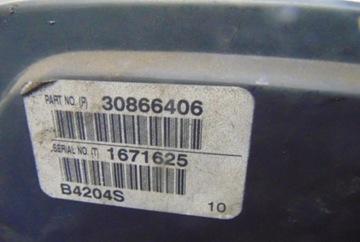 PART NO. (P) 30866406
SERIAL NO. (T) 1671625
B4204S 10